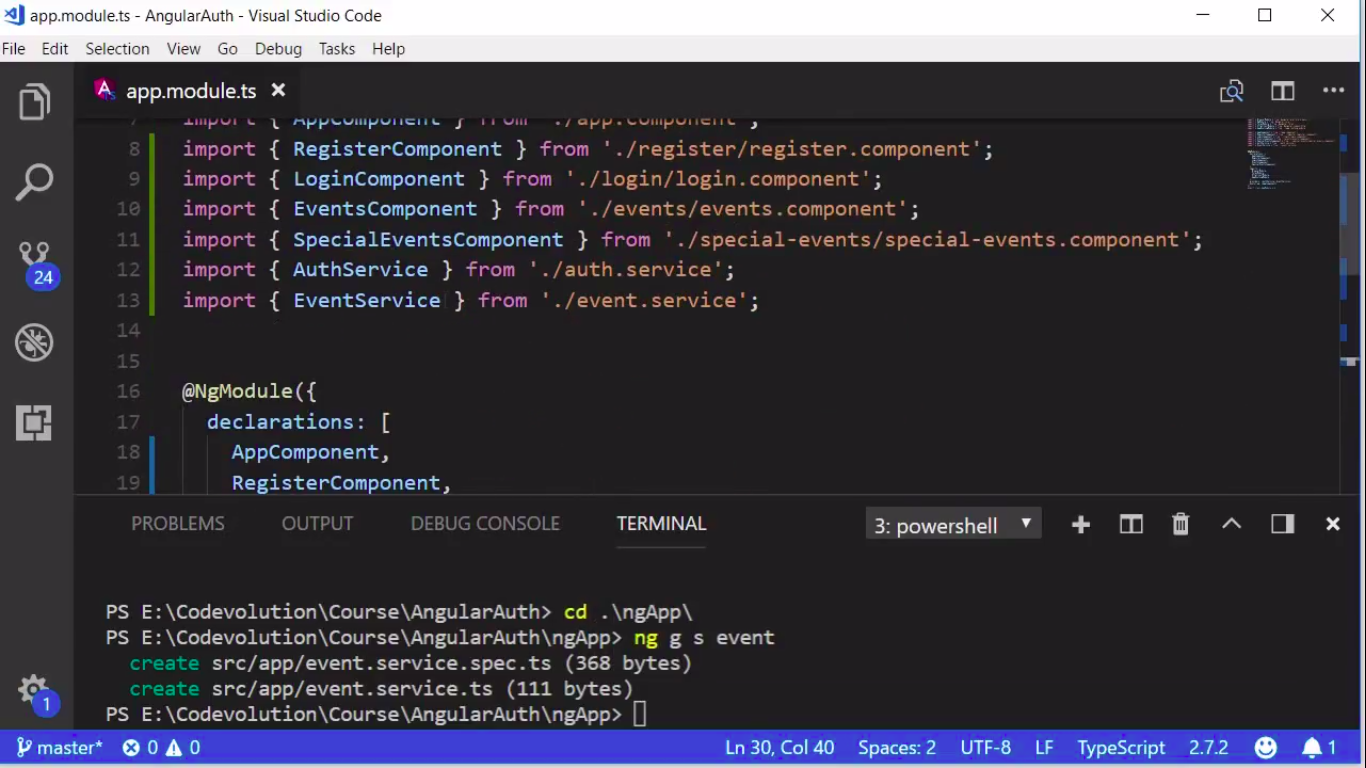 app.module.ts - AngularAuth - Visual Studio Code
File Edit Selection View Go Debug Tasks Help
app.module.ts
7 import { AppComponent } from './app.component';
8 import { RegisterComponent } from './register/register.component';
9 import { LoginComponent } from './login/login.component';
10 import { EventsComponent } from './events/events.component';
11 import { SpecialEventsComponent } from './special-events/special-events.component';
12 import { AuthService } from './auth.service';
13 import { EventService } from './event.service';
14
15
16 @NgModule({
17 declarations: [
18 AppComponent,
19 RegisterComponent,
24
1
PROBLEMS OUTPUT DEBUG CONSOLE TERMINAL 3: powershell
PS E:\Codevolution\Course\AngularAuth> cd .\ngApp\
PS E:\Codevolution\Course\AngularAuth\ngApp> ng g s event
create src/app/event.service.spec.ts (368 bytes)
create src/app/event.service.ts (111 bytes)
PS E:\Codevolution\Course\AngularAuth\ngApp>
master* 0 0 Ln 30, Col 40 Spaces: 2 UTF-8 LF TypeScript 2.7.2 1